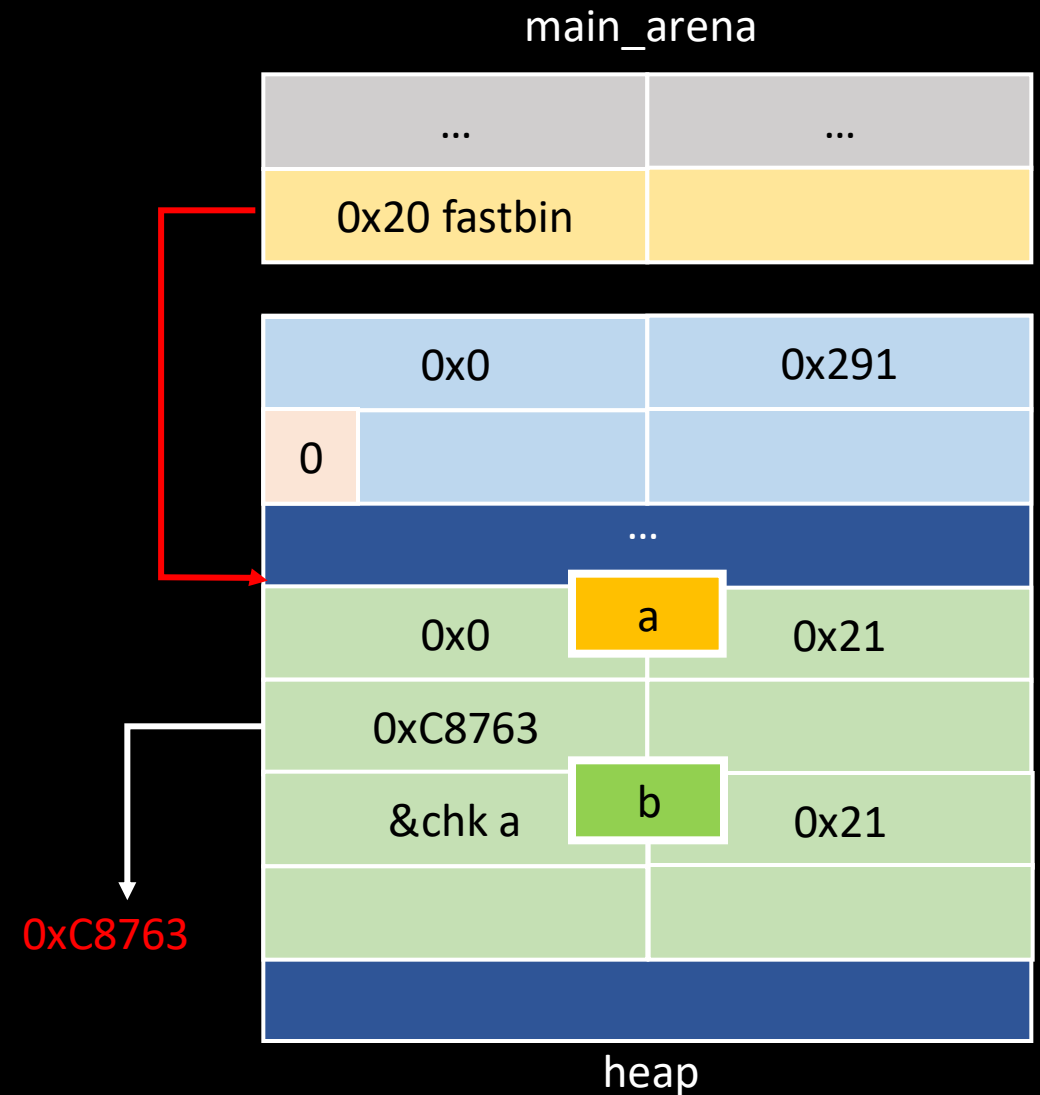 main_arena
... ...
0x20 fastbin
0x0 0x291
0
...
a
0x0 0x21
0xC8763
b
&chk a 0x21
0xC8763
heap